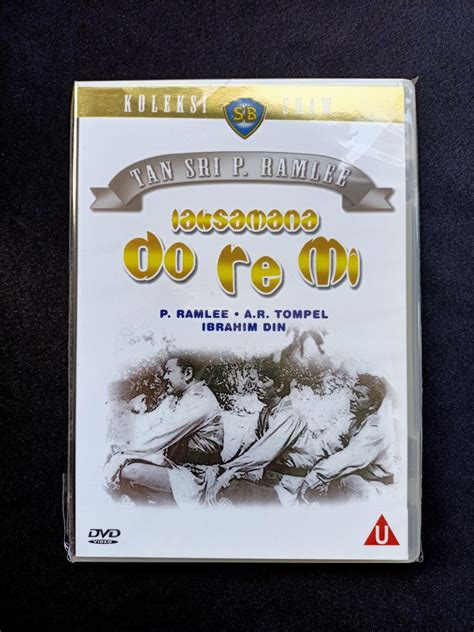 KOLEKSI SB SHAW
TAN SRI P. RAMLEE
laksamana
do re mi
P. RAMLEE • A.R. TOMPEL
IBRAHIM DIN
DVD
VIDEO
U